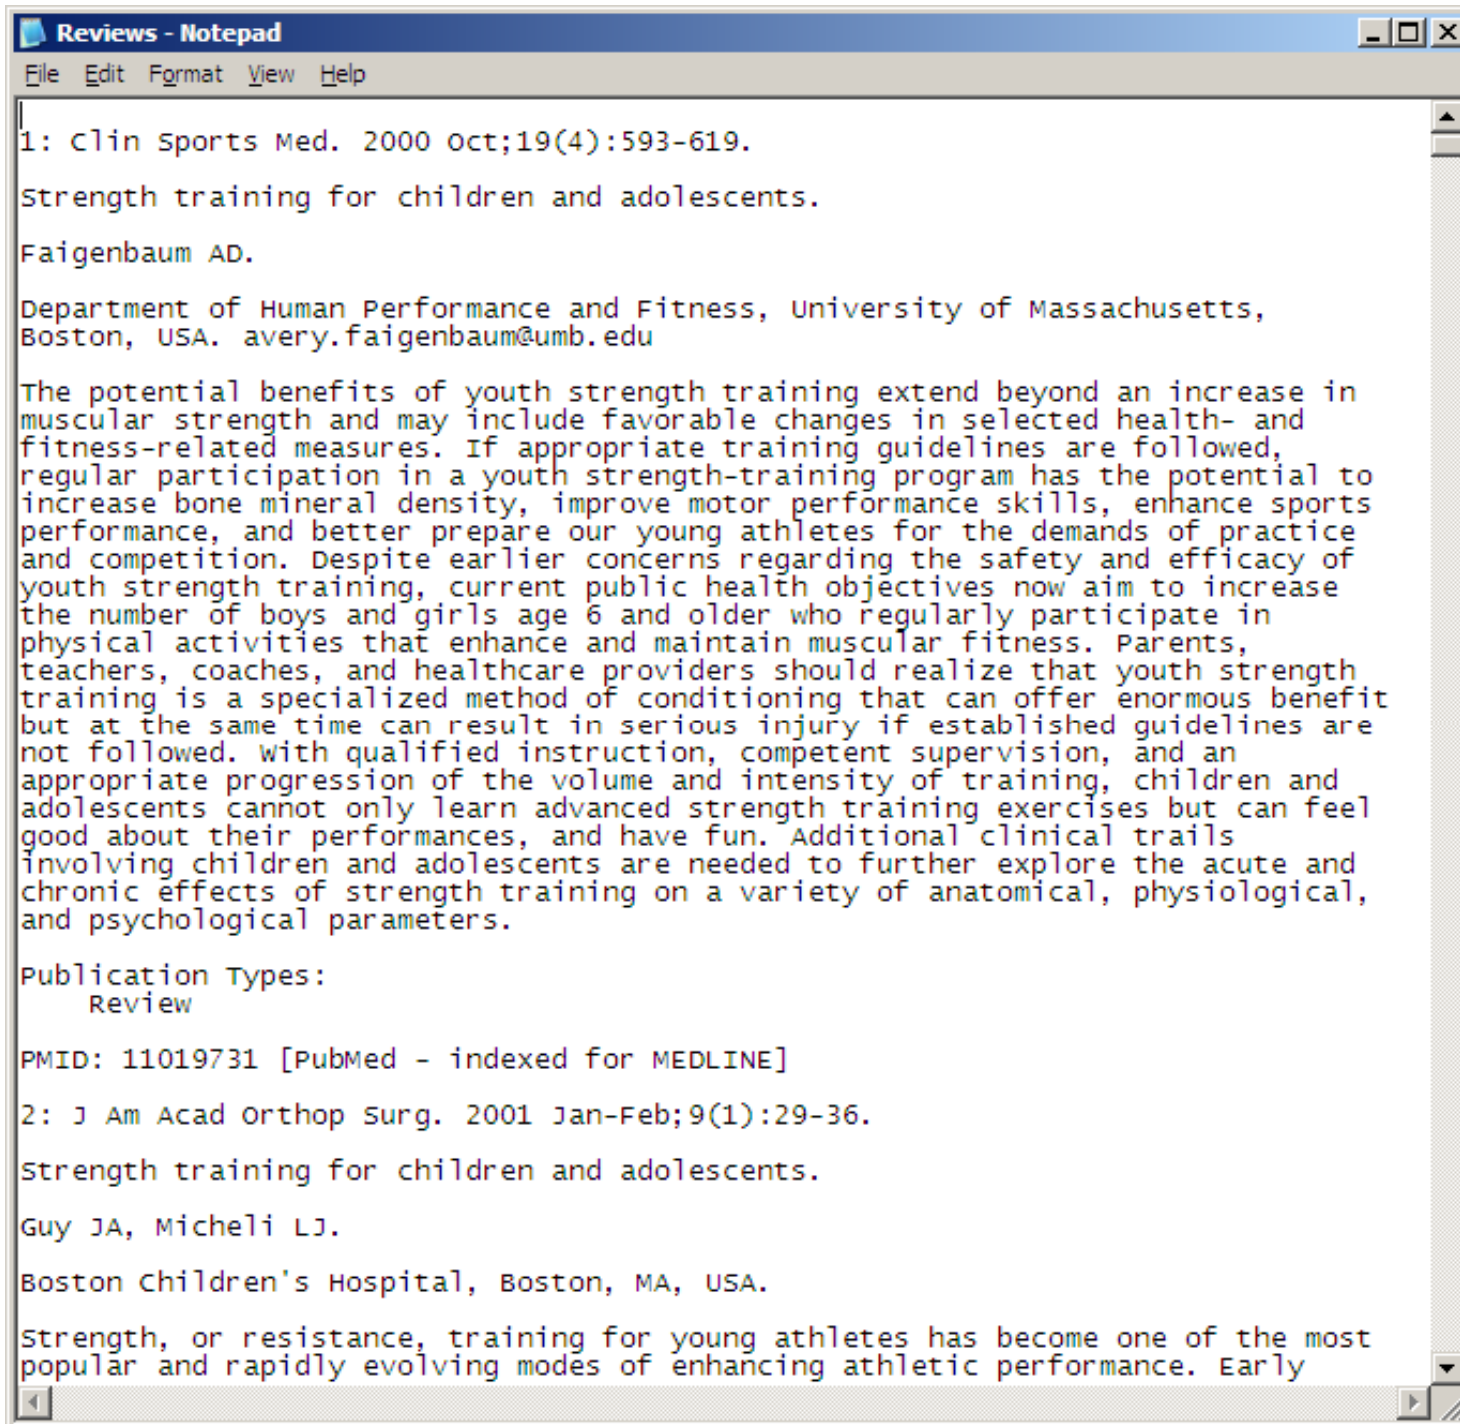 Reviews - Notepad
File Edit Format View Help
1: Clin Sports Med. 2000 Oct;19(4):593-619.
Strength training for children and adolescents.
Faigenbaum AD.
Department of Human Performance and Fitness, University of Massachusetts,
Boston, USA. avery.faigenbaum@umb.edu
The potential benefits of youth strength training extend beyond an increase in
muscular strength and may include favorable changes in selected health- and
fitness-related measures. If appropriate training guidelines are followed,
regular participation in a youth strength-training program has the potential to
increase bone mineral density, improve motor performance skills, enhance sports
performance, and better prepare our young athletes for the demands of practice
and competition. Despite earlier concerns regarding the safety and efficacy of
youth strength training, current public health objectives now aim to increase
the number of boys and girls age 6 and older who regularly participate in
physical activities that enhance and maintain muscular fitness. Parents,
teachers, coaches, and healthcare providers should realize that youth strength
training is a specialized method of conditioning that can offer enormous benefit
but at the same time can result in serious injury if established guidelines are
not followed. With qualified instruction, competent supervision, and an
appropriate progression of the volume and intensity of training, children and
adolescents cannot only learn advanced strength training exercises but can feel
good about their performances, and have fun. Additional clinical trails
involving children and adolescents are needed to further explore the acute and
chronic effects of strength training on a variety of anatomical, physiological,
and psychological parameters.
Publication Types:
Review
PMID: 11019731 [PubMed - indexed for MEDLINE]
2: J Am Acad Orthop Surg. 2001 Jan-Feb;9(1):29-36.
Strength training for children and adolescents.
Guy JA, Micheli LJ.
Boston Children's Hospital, Boston, MA, USA.
Strength, or resistance, training for young athletes has become one of the most
popular and rapidly evolving modes of enhancing athletic performance. Early